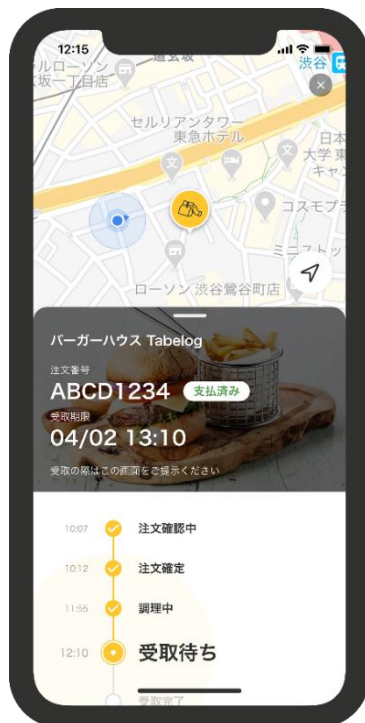 12:15
道玄坂
渋谷
ルローソン
坂一丁目店
セルリアンタワー
東急ホテル
日本
大学 東
キャン
コスモプラ
ミニストッ
ローソン 渋谷鶯谷町店
バーガーハウス Tabelog
注文番号
ABCD1234 支払済み
受取期限
04/02 13:10
受取の際はこの画面をご提示ください
10:07 注文確認中
10:12 注文確定
11:55 調理中
12:10 受取待ち
受取完了